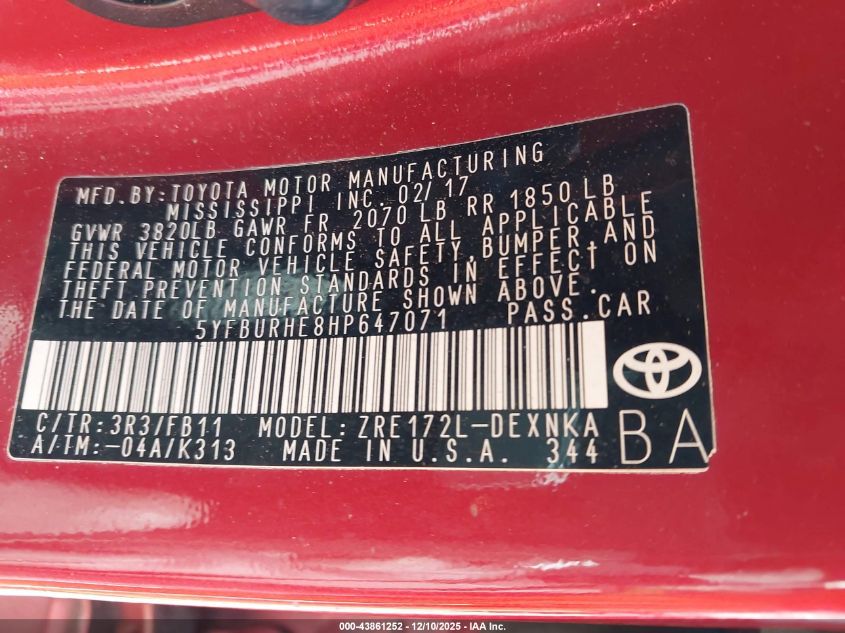 MFD.BY:TOYOTA MOTOR MANUFACTURING
MISSISSIPPI INC. 02/17
GVWR 3820LB GAWR FR 2070 LB RR 1850 LB
THIS VEHICLE CONFORMS TO ALL APPLICABLE
FEDERAL MOTOR VEHICLE SAFETY,BUMPER,AND
THEFT PREVENTION STANDARDS IN EFFECT ON
THE DATE OF MANUFACTURE SHOWN ABOVE.
5YFBURHE8HP647071 PASS.CAR
C/TR:3R3/FB11 MODEL:ZRE172L-DEXNKA
A/TM:-04A/K313 MADE IN U.S.A. 344
BA
000-43861252 - 12/10/2025 - IAA Inc.